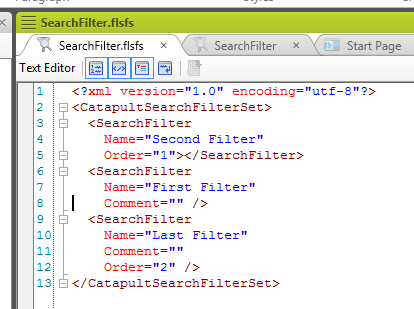 SearchFilter.flsfs
SearchFilter.flsfs SearchFilter Start Page
Text Editor
1 <?xml version="1.0" encoding="utf-8"?>
2 <CatapultSearchFilterSet>
3 <SearchFilter
4 Name="Second Filter"
5 Order="1"></SearchFilter>
6 <SearchFilter
7 Name="First Filter"
8 Comment="" />
9 <SearchFilter
10 Name="Last Filter"
11 Comment=""
12 Order="2" />
13 </CatapultSearchFilterSet>